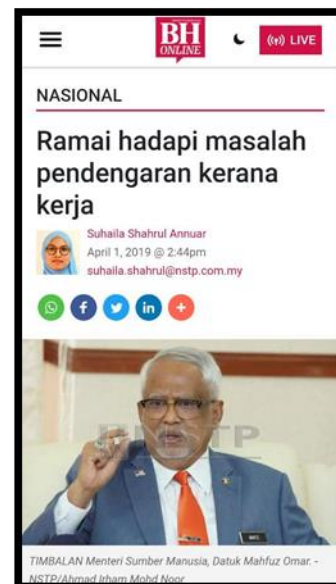 BH
ONLINE
LIVE
NASIONAL
Ramai hadapi masalah
pendengaran kerana
kerja
Suhaila Shahrul Annuar
April 1, 2019 @ 2:44pm
suhaila.shahrul@nstp.com.my
NSTP
TIMBALAN Menteri Sumber Manusia, Datuk Mahfuz Omar. -
NSTP/Ahmad Irham Mohd Noor